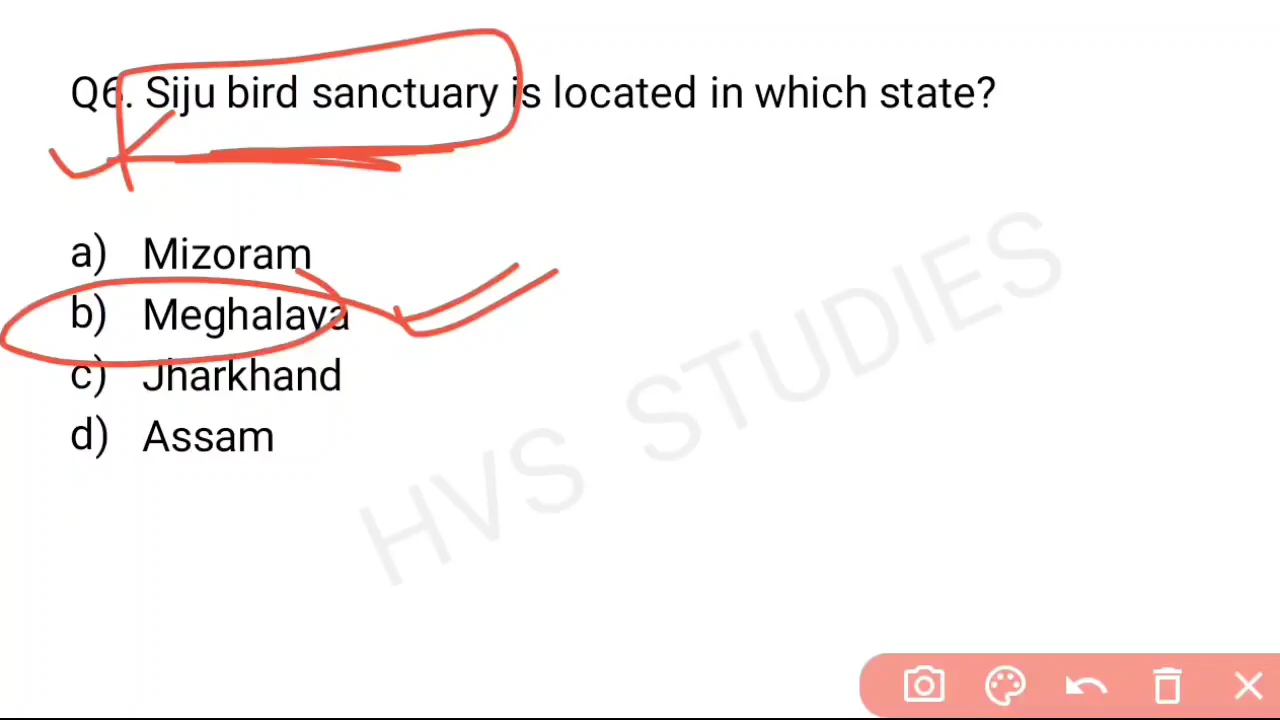 Q6. Siju bird sanctuary is located in which state?
a) Mizoram
b) Meghalaya
c) Jharkhand
d) Assam
HVS STUDIES